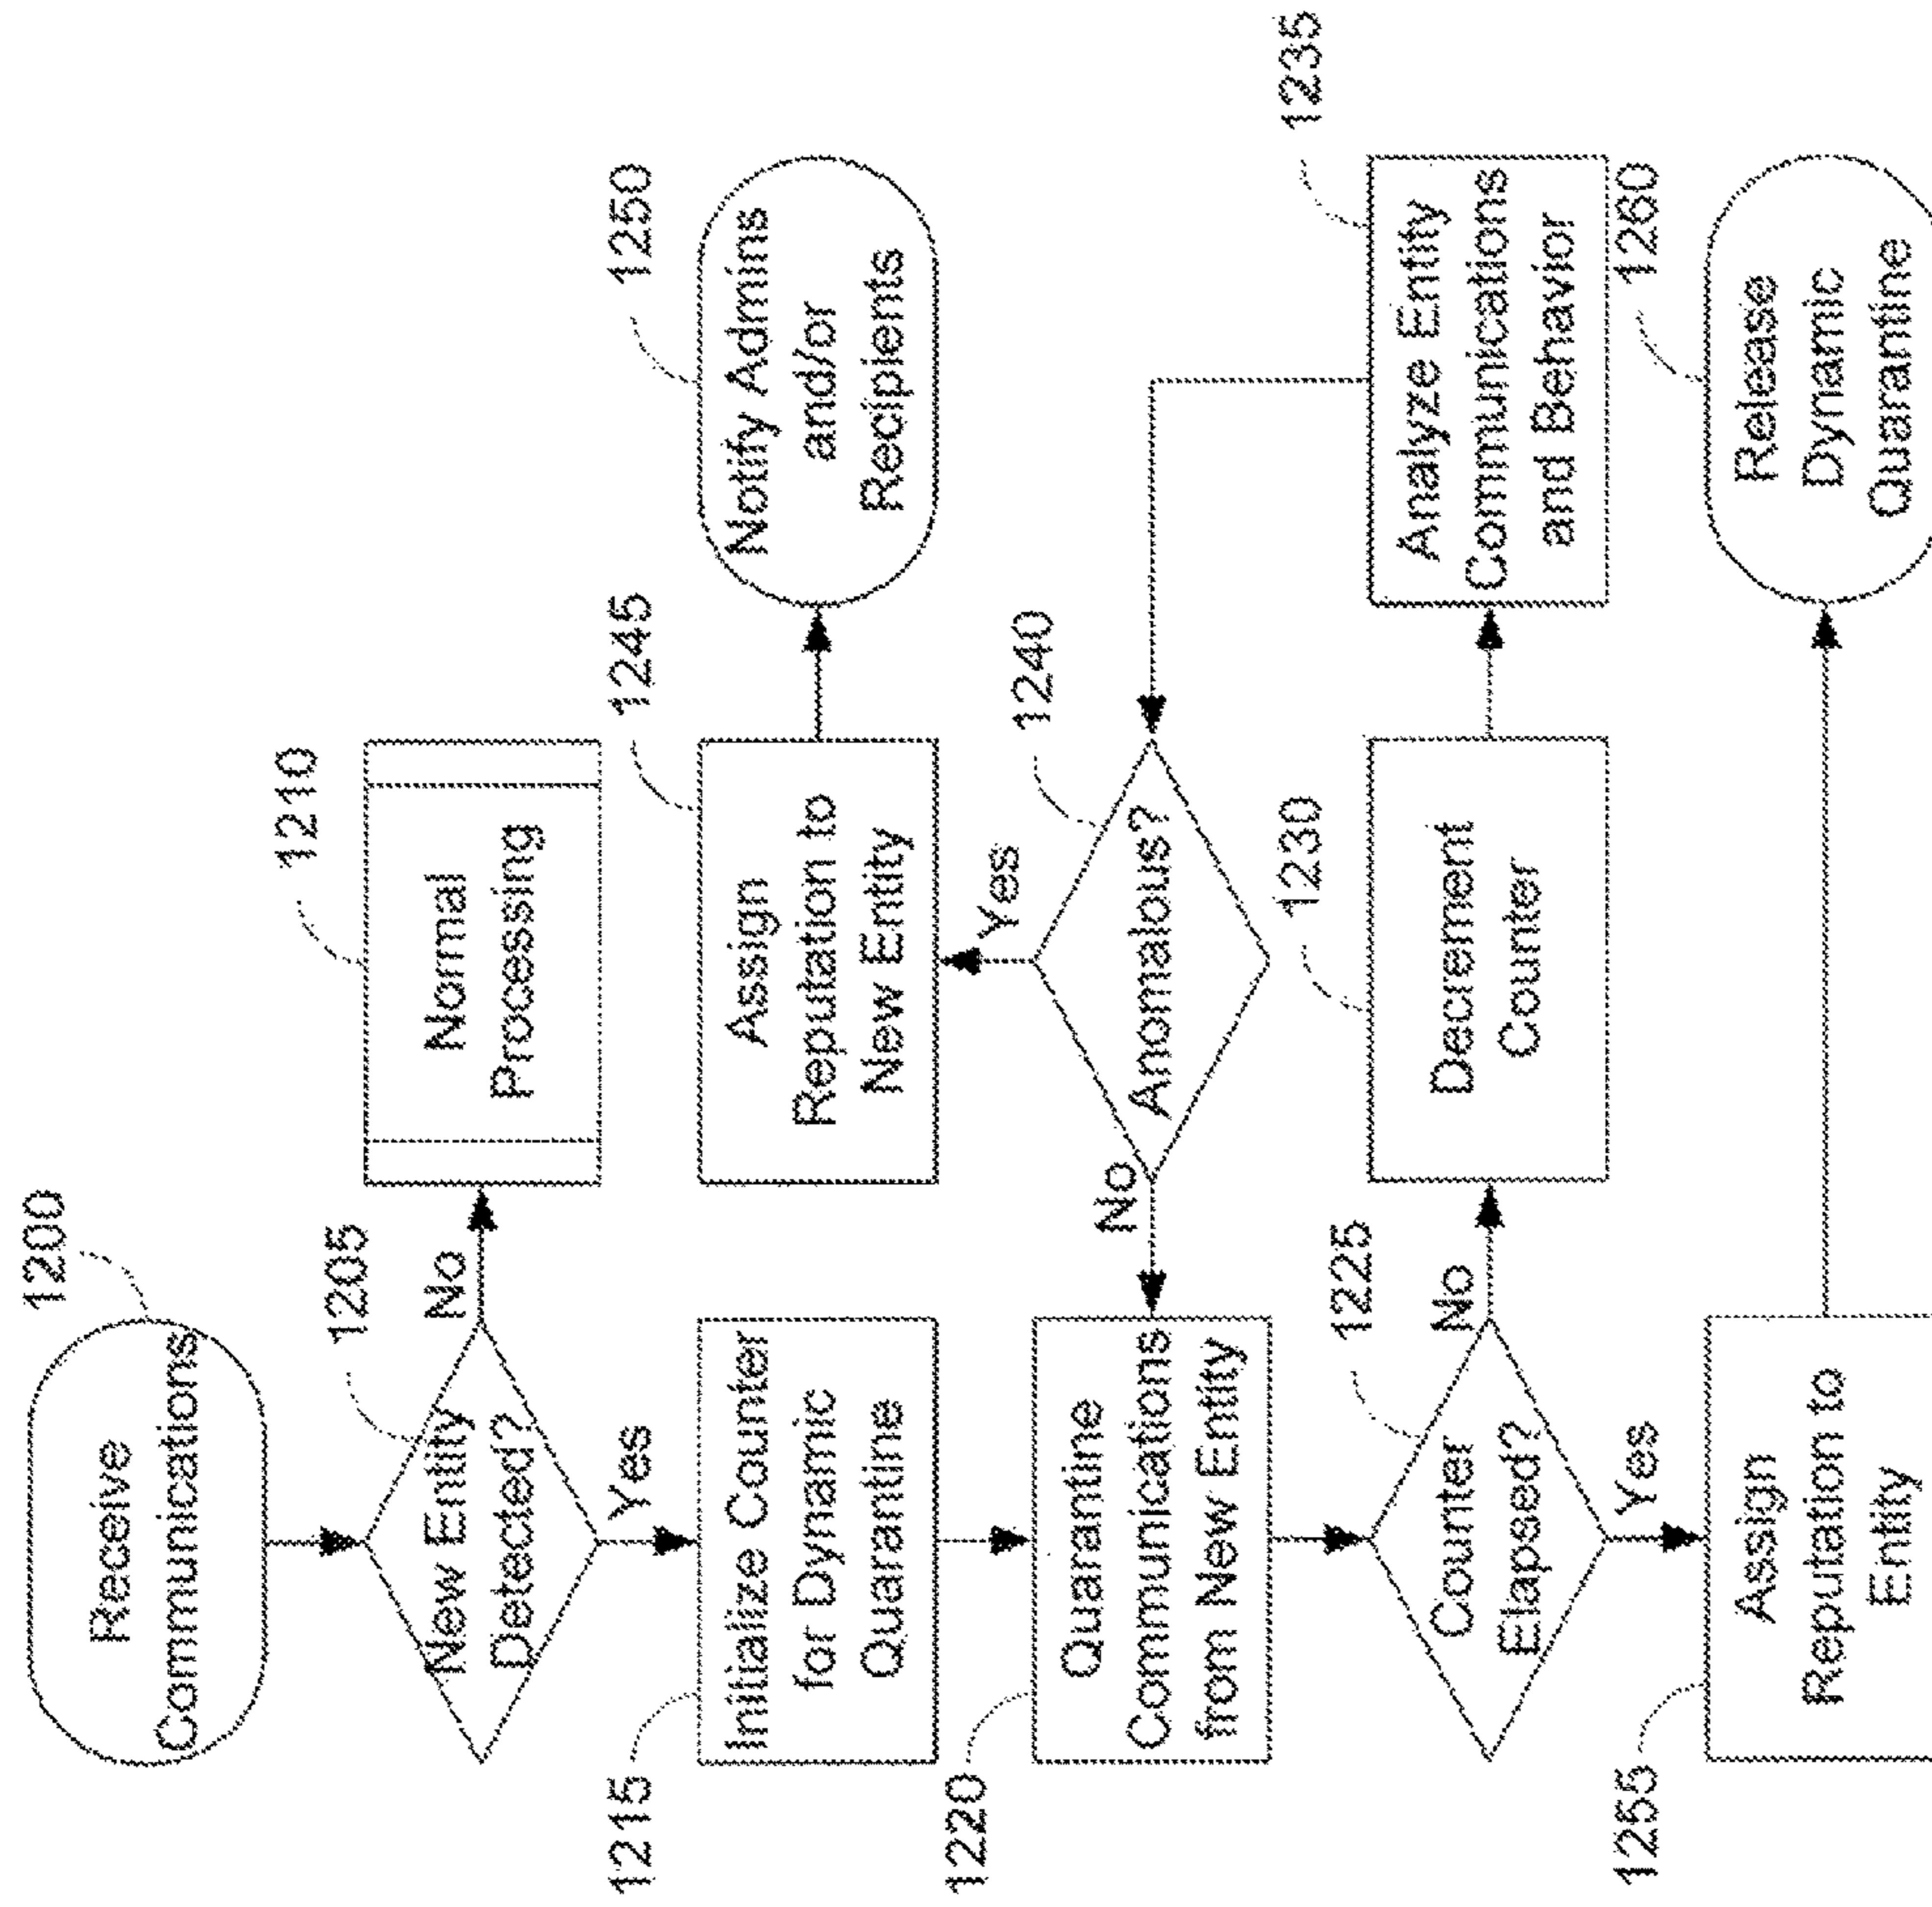 1200
Receive
Communications
1205
New Entity
Detected?
No
Yes
1210
Normal
Processing
1215
Initialize Counter
for Dynamic
Quarantine
1245
Assign
Reputation to
New Entity
1250
Notify Admins
and/or
Recipients
1220
Quarantine
Communications
from New Entity
No
1240
Anomalous?
Yes
1225
Counter
Elapsed?
No
Yes
1230
Decrement
Counter
1235
Analyze Entity
Communications
and Behavior
1255
Assign
Reputation to
Entity
1260
Release
Dynamic
Quarantine